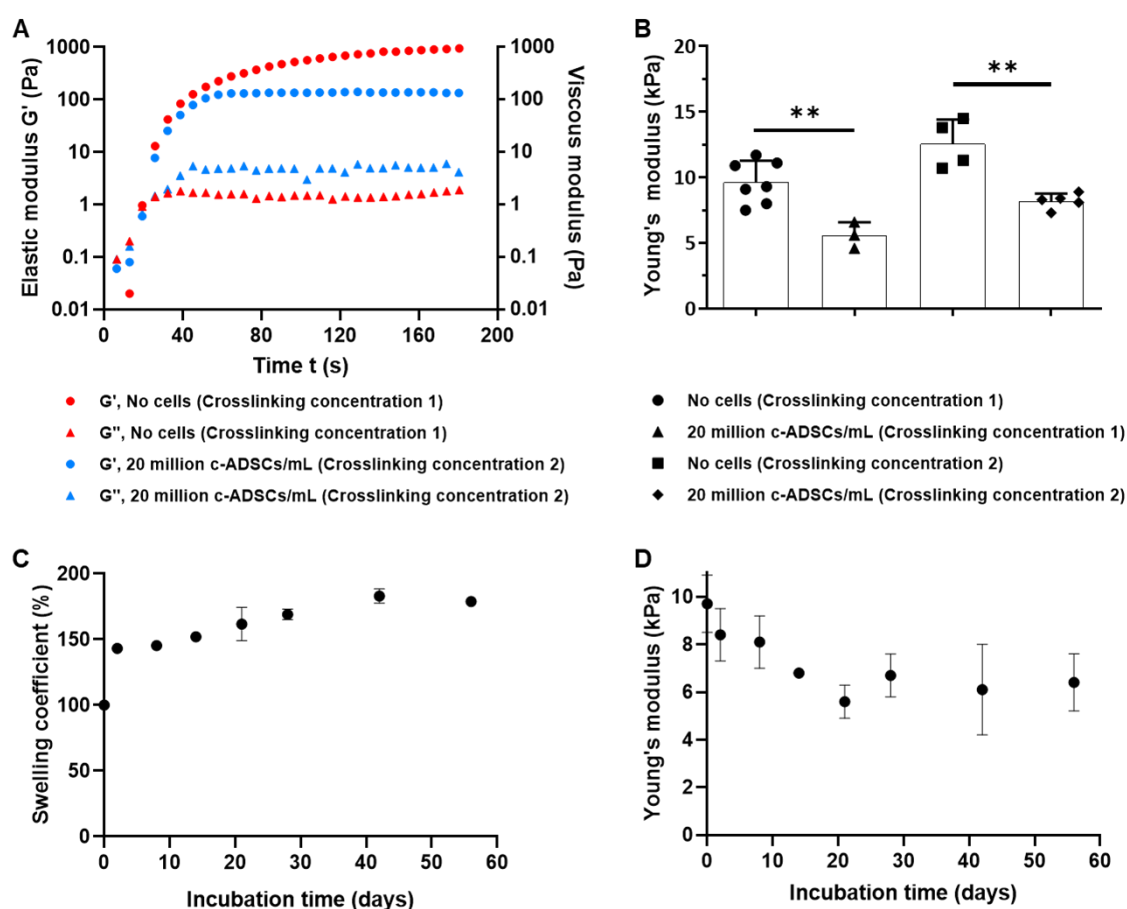 A
Elastic modulus G' (Pa)
1000
100
10
1
0.1
0.01
0
40
80
120
160
200
Time t (s)
1000
100
10
1
0.1
0.01
Viscous modulus (Pa)
G', No cells (Crosslinking concentration 1)
G'', No cells (Crosslinking concentration 1)
G', 20 million c-ADSCs/mL (Crosslinking concentration 2)
G'', 20 million c-ADSCs/mL (Crosslinking concentration 2)
B
Young's modulus (kPa)
20
15
10
5
0
**
**
No cells (Crosslinking concentration 1)
20 million c-ADSCs/mL (Crosslinking concentration 1)
No cells (Crosslinking concentration 2)
20 million c-ADSCs/mL (Crosslinking concentration 2)
C
Swelling coefficient (%)
200
150
100
50
0
0
10
20
30
40
50
60
Incubation time (days)
D
Young's modulus (kPa)
10
8
6
4
2
0
0
10
20
30
40
50
60
Incubation time (days)